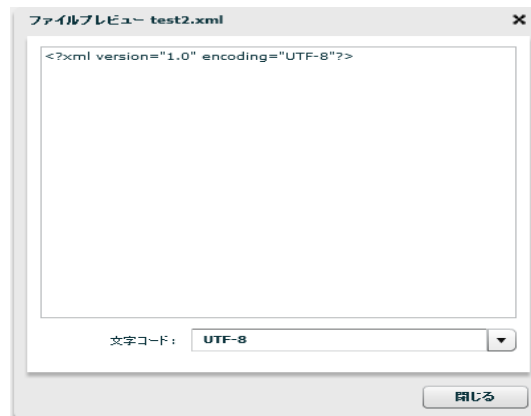 ファイルプレビュー test2.xml
<?xml version="1.0" encoding="UTF-8"?>
文字コード： UTF-8
閉じる